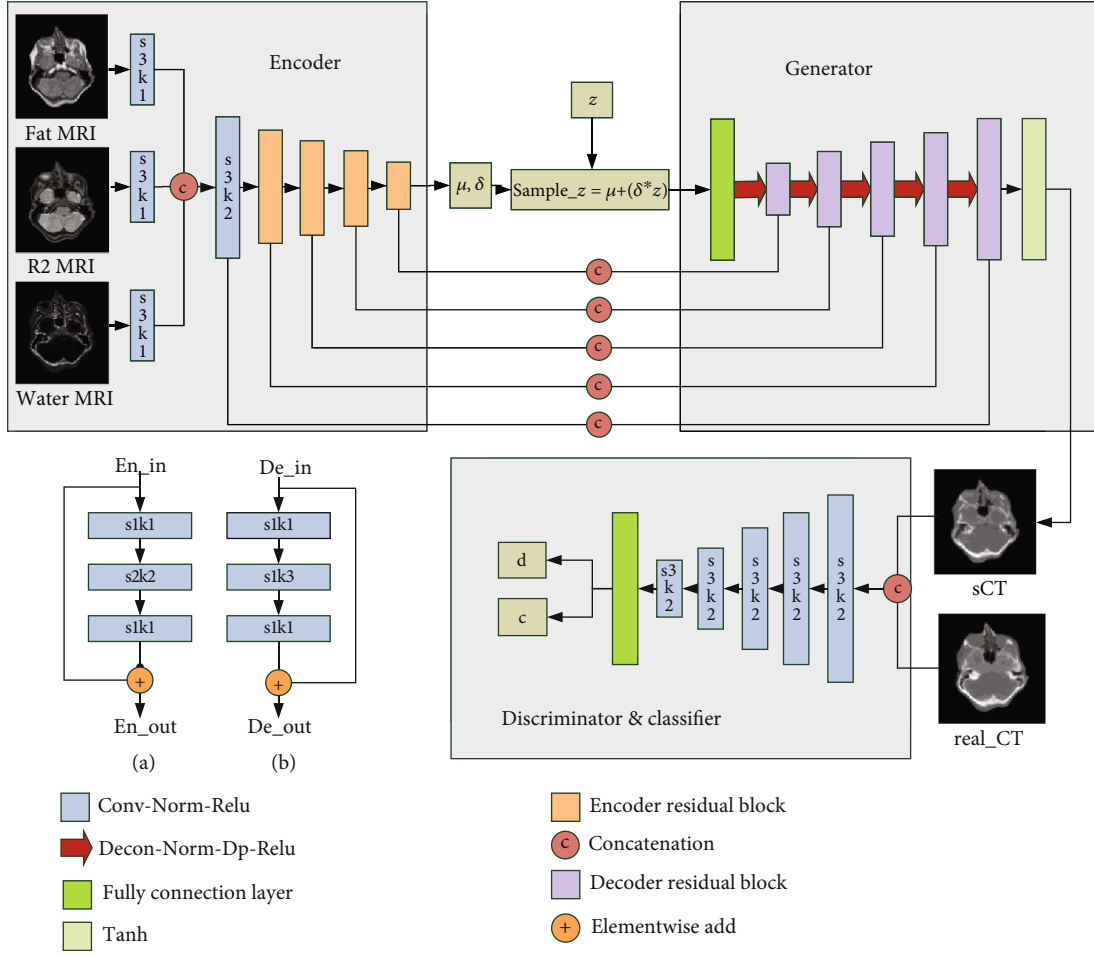 Encoder
Generator
s
3
k
1
Fat MRI
s
3
k
1
R2 MRI
s
3
k
1
Water MRI
c
s
3
k
2
μ, δ
z
Sample_z = μ+(δ*z)
c
c
c
c
c
En_in
s1k1
s2k2
s1k1
+
En_out
(a)
De_in
s1k1
s1k3
s1k1
+
De_out
(b)
d
c
s3
k
2
s
3
k
2
s
3
k
2
s
3
k
2
s
3
k
2
c
sCT
real_CT
Discriminator & classifier
Conv-Norm-Relu
Decon-Norm-Dp-Relu
Fully connection layer
Tanh
Encoder residual block
c
Concatenation
Decoder residual block
+
Elementwise add